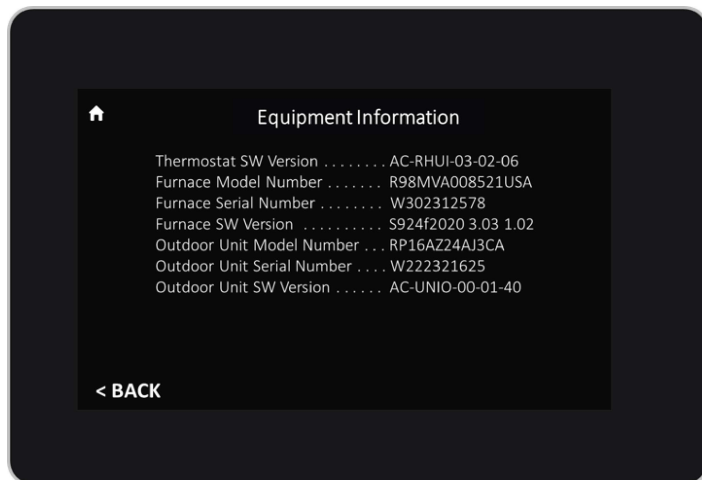 Equipment Information
Thermostat SW Version . . . . . . . . AC-RHUI-03-02-06
Furnace Model Number . . . . . . . R98MVA008521USA
Furnace Serial Number . . . . . . . . W302312578
Furnace SW Version . . . . . . . . . . S924f2020 3.03 1.02
Outdoor Unit Model Number . . . RP16AZ24AJ3CA
Outdoor Unit Serial Number . . . . W222321625
Outdoor Unit SW Version . . . . . . AC-UNIO-00-01-40
< BACK